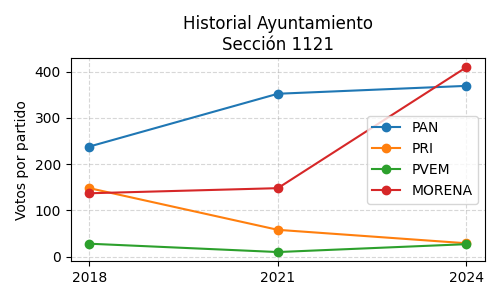 Historial Ayuntamiento
Sección 1121
Votos por partido
400
300
200
100
0
PAN
PRI
PVEM
MORENA
2018
2021
2024